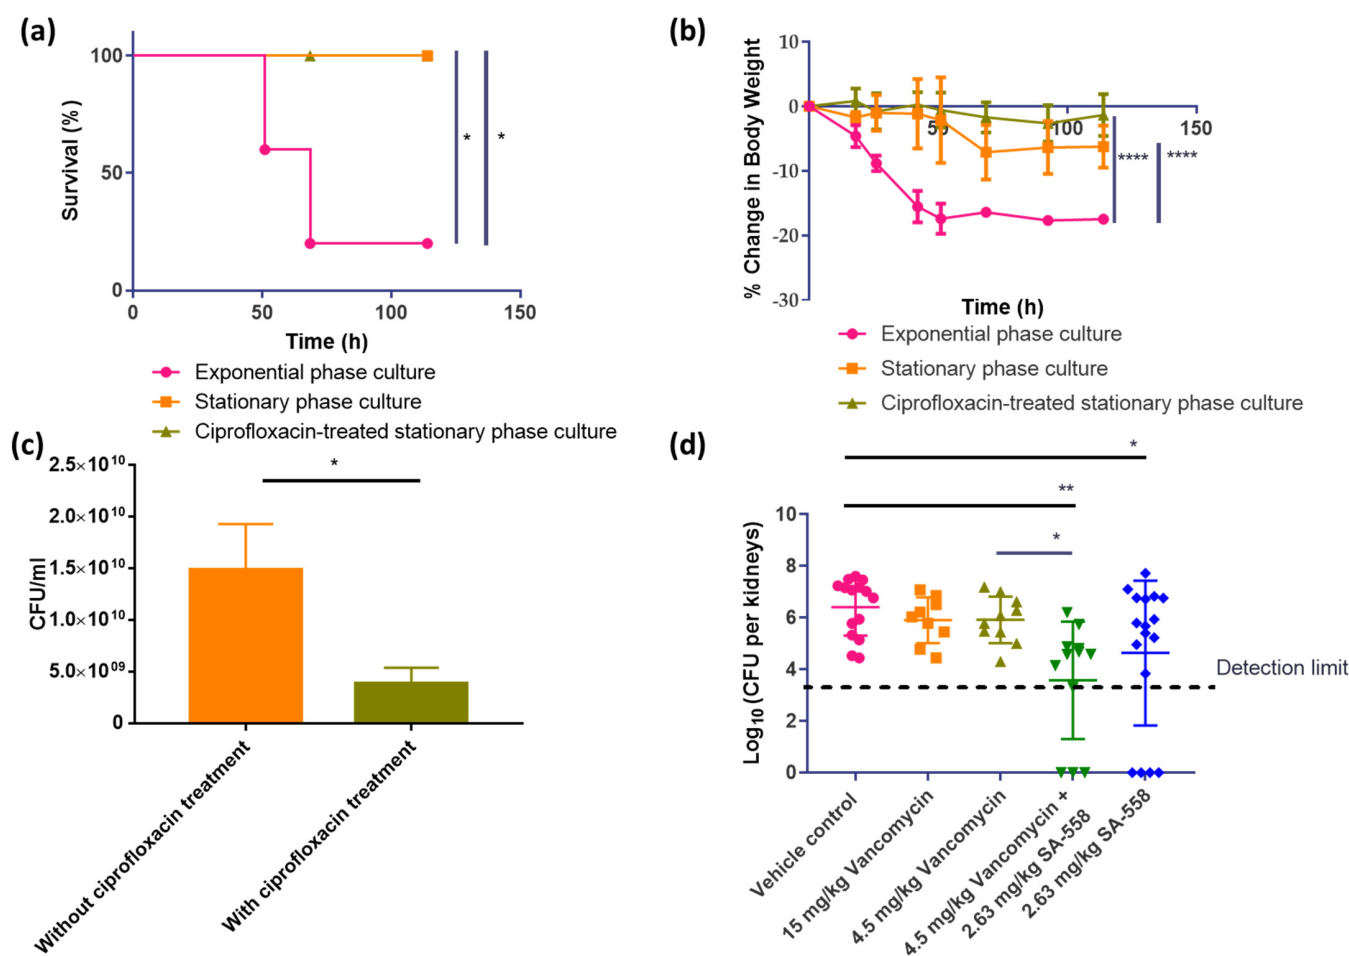 (a)
100
50
0
Survival (%)
0 50 100 150
Time (h)
* *
Exponential phase culture
Stationary phase culture
Ciprofloxacin-treated stationary phase culture
(b)
10
0
-10
-20
-30
% Change in Body Weight
50 100 150
**** ****
Time (h)
Exponential phase culture
Stationary phase culture
Ciprofloxacin-treated stationary phase culture
(c)
2.5×10¹⁰
2.0×10¹⁰
1.5×10¹⁰
1.0×10¹⁰
5.0×10⁰⁹
0
CFU/ml
*
Without ciprofloxacin treatment
With ciprofloxacin treatment
(d)
*
**
*
10
8
6
4
2
0
Log₁₀ (CFU per kidneys)
Detection limit
Vehicle control
15 mg/kg Vancomycin
4.5 mg/kg Vancomycin
4.5 mg/kg Vancomycin +
2.63 mg/kg SA-558
2.63 mg/kg SA-558